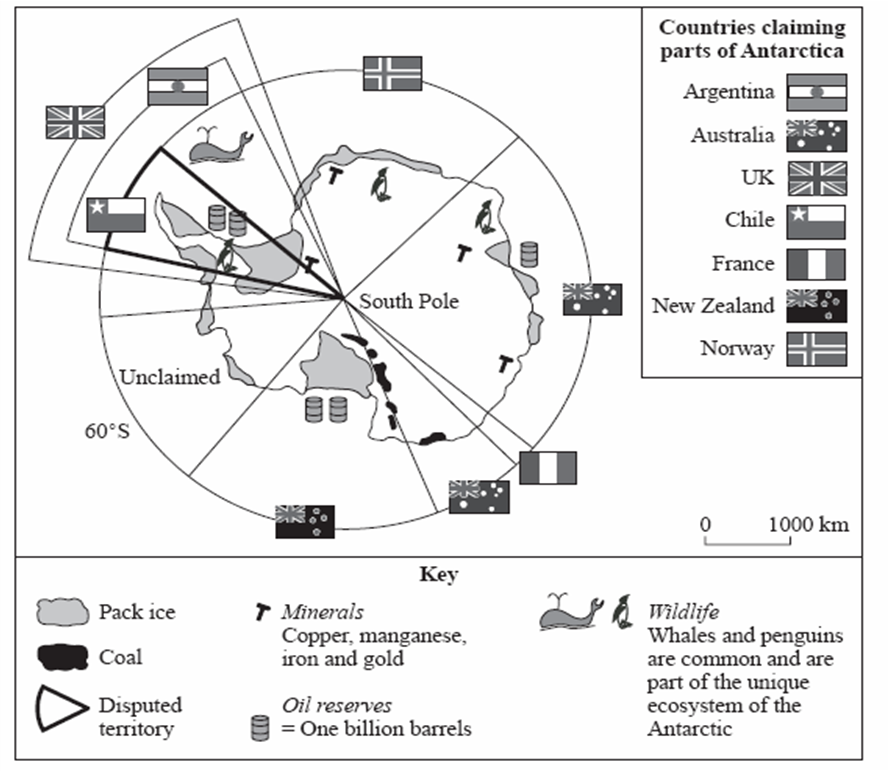 Countries claiming
parts of Antarctica
Argentina
Australia
UK
Chile
France
New Zealand
Norway
South Pole
Unclaimed
60°S
0 1000 km
Key
Pack ice
Coal
Disputed
territory
Minerals
Copper, manganese,
iron and gold
Oil reserves
= One billion barrels
Wildlife
Whales and penguins
are common and are
part of the unique
ecosystem of the
Antarctic